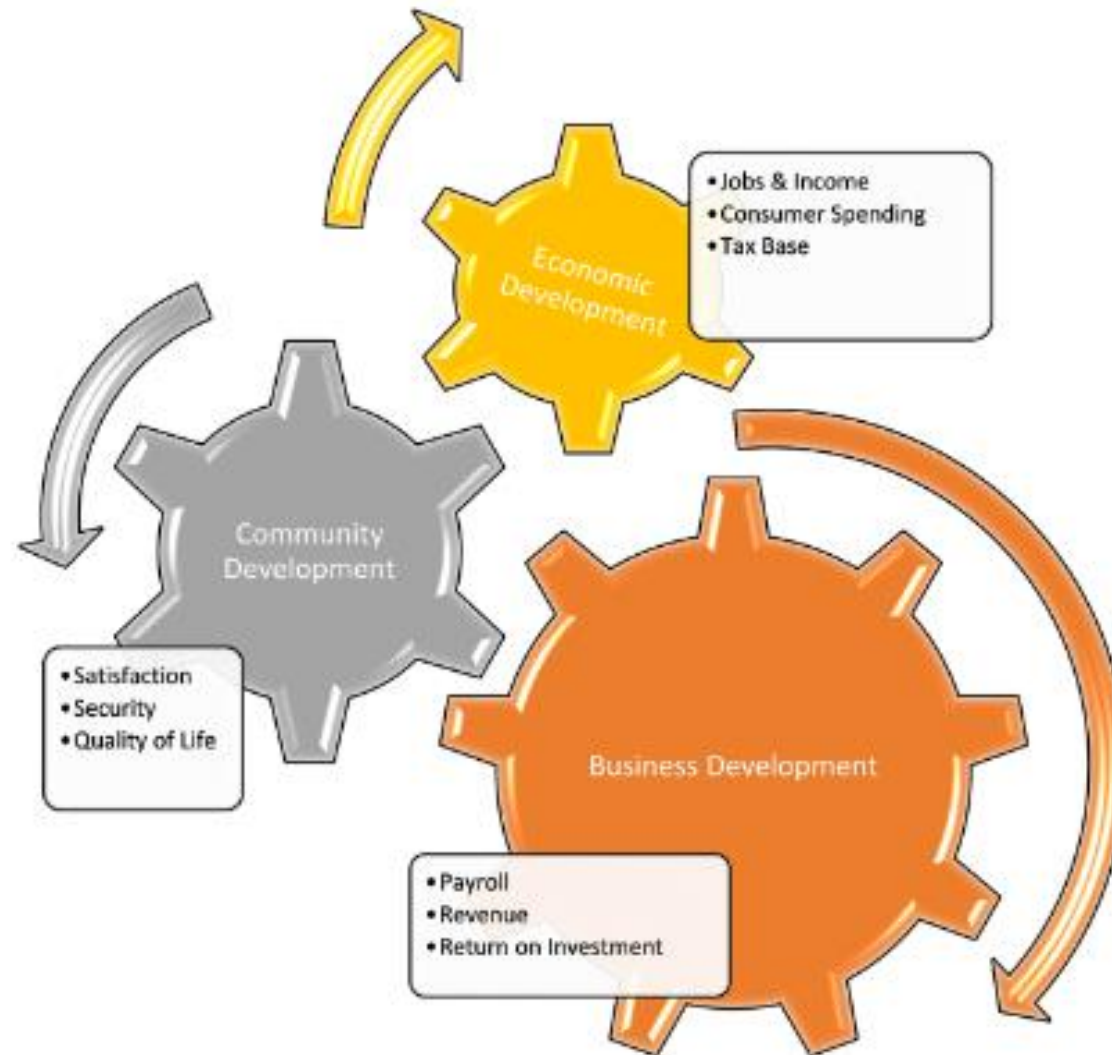 Economic
Development
• Jobs & Income
• Consumer Spending
• Tax Base
Community
Development
• Satisfaction
• Security
• Quality of Life
Business Development
• Payroll
• Revenue
• Return on Investment